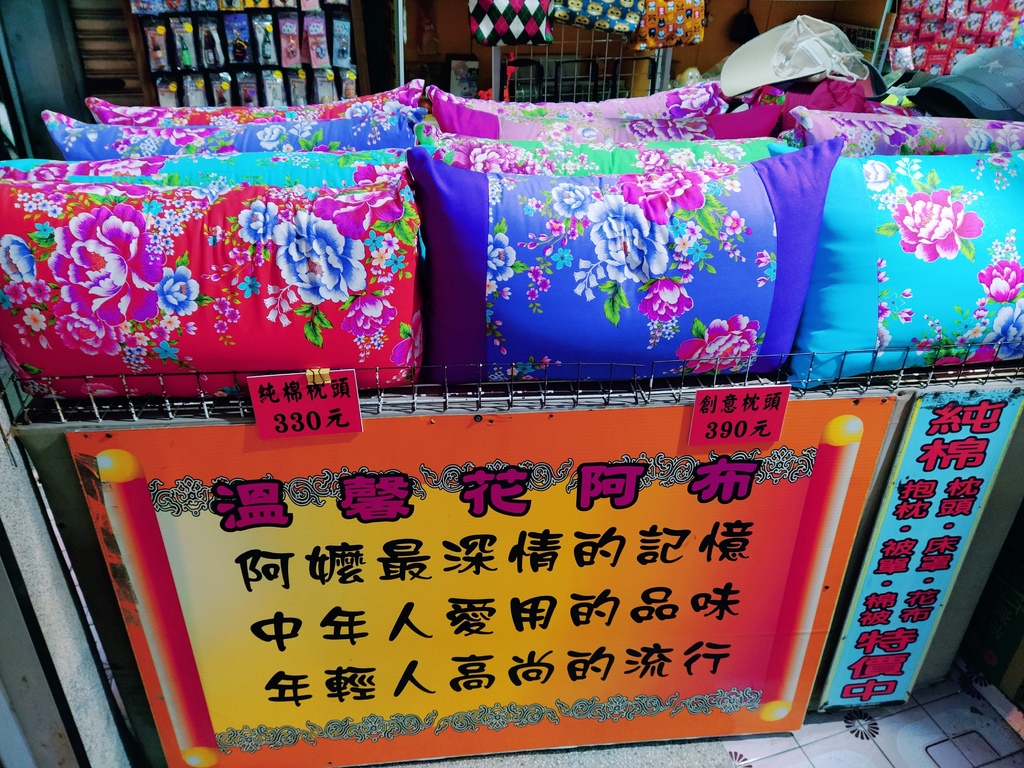 純棉枕頭
330元
創意枕頭
390元
溫馨花阿布
阿嬤最深情的記憶
中年人愛用的品味
年輕人高尚的流行
純棉
枕頭·床罩·花布
抱枕·被單·棉被
特價中